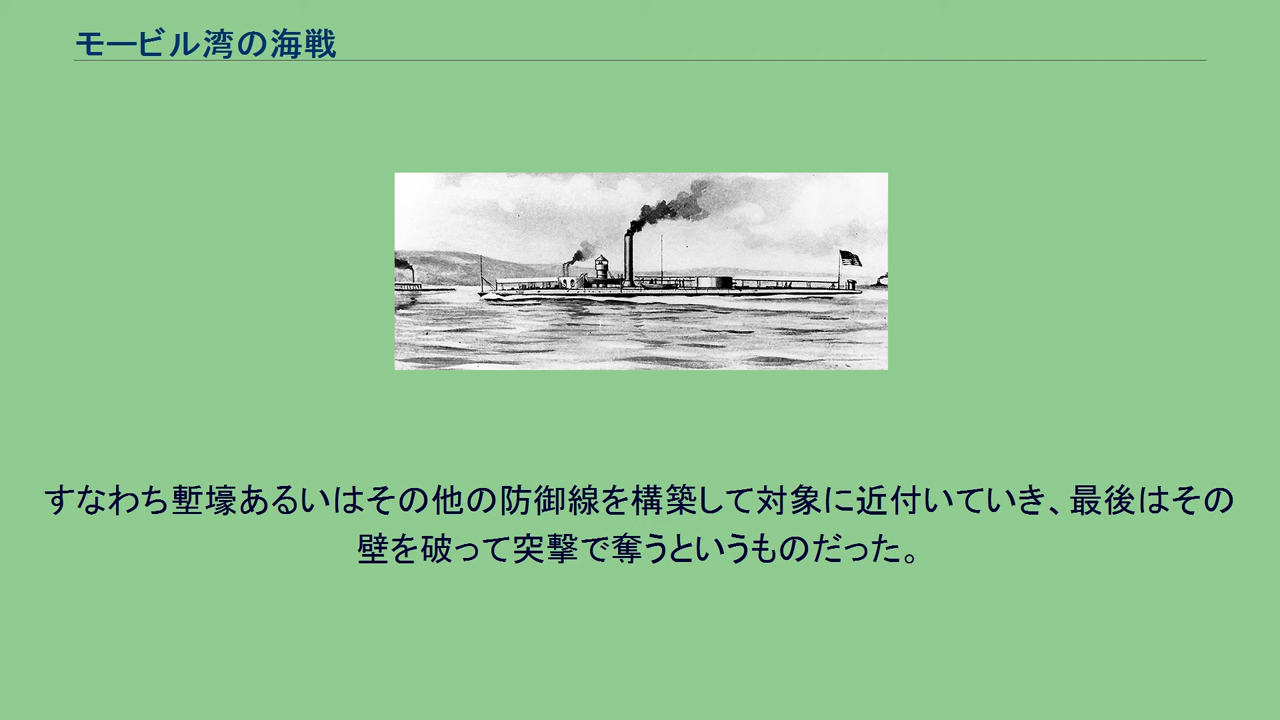 モービル湾の海戦
すなわち塹壕あるいはその他の防御線を構築して対象に近付いていき、最後はその
壁を破って突撃で奪うというものだった。